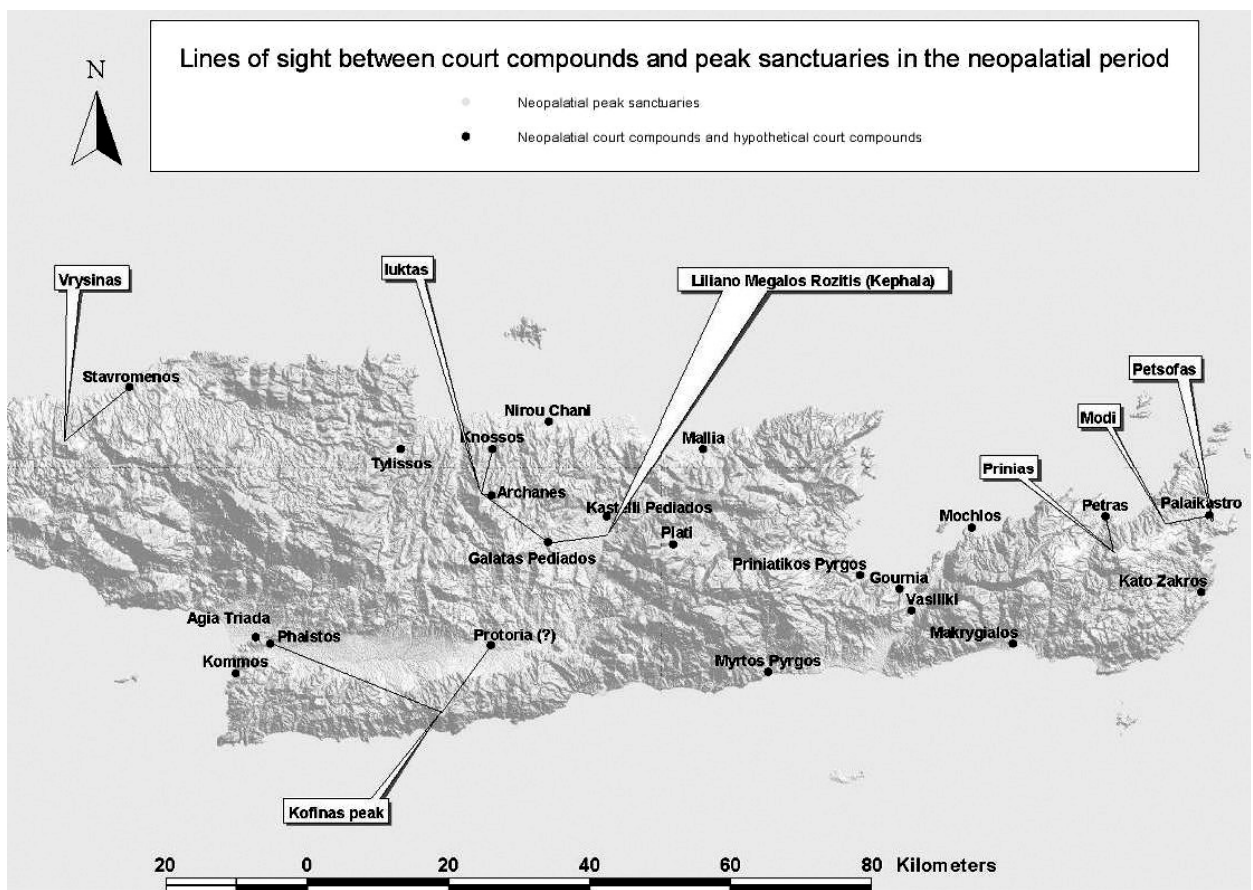 Lines of sight between court compounds and peak sanctuaries in the neopalatial period
N
Neopalatial peak sanctuaries
Neopalatial court compounds and hypothetical court compounds
Vrysinas
Iuktas
Liliano Megalos Rozitis (Kephala)
Stavromenos
Petsofas
Modi
Nirou Chani
Knossos
Mallia
Tylissos
Prinias
Archanes
Kastelli Pediados
Petras
Palaikastro
Mochlos
Plati
Galatas Pediados
Priniatikos Pyrgos
Gournia
Kato Zakros
Vasiliki
Agia Triada
Phaistos
Protoria (?)
Makrygialos
Kommos
Myrtos Pyrgos
Kofinas peak
20 0 20 40 60 80 Kilometers